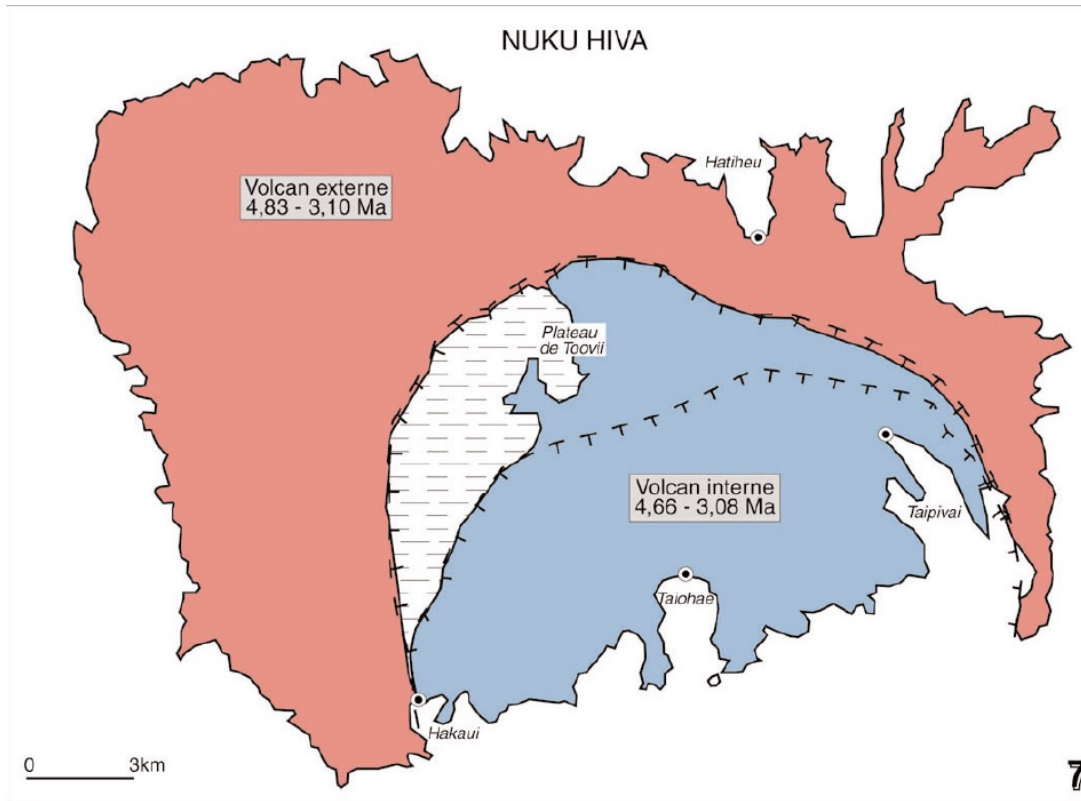 NUKU HIVA
Hatiheu
Volcan externe
4,83 - 3,10 Ma
Plateau
de Toovii
Volcan interne
4,66 - 3,08 Ma
Taipivai
Taiohae
Hakaui
0 3km
7